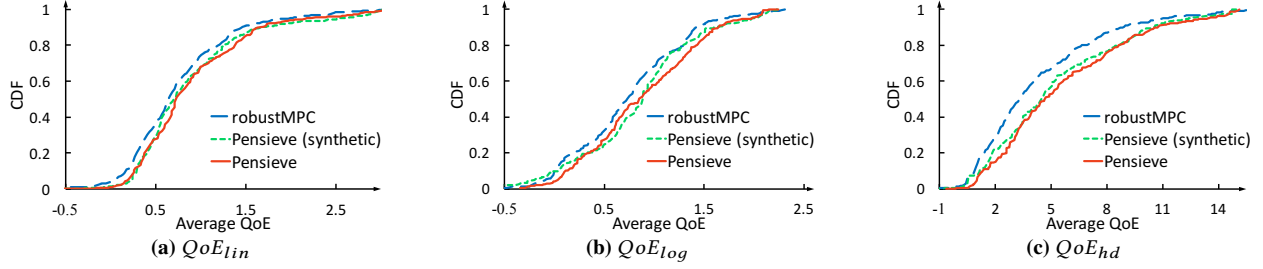 1
0.8
0.6
0.4
0.2
0
CDF
robustMPC
Pensieve (synthetic)
Pensieve
-0.5 0.5 1.5 2.5
Average QoE
(a) QoE_lin
1
0.8
0.6
0.4
0.2
0
CDF
robustMPC
Pensieve (synthetic)
Pensieve
-0.5 0.5 1.5 2.5
Average QoE
(b) QoE_log
1
0.8
0.6
0.4
0.2
0
CDF
robustMPC
Pensieve (synthetic)
Pensieve
-1 2 5 8 11 14
Average QoE
(c) QoE_hd